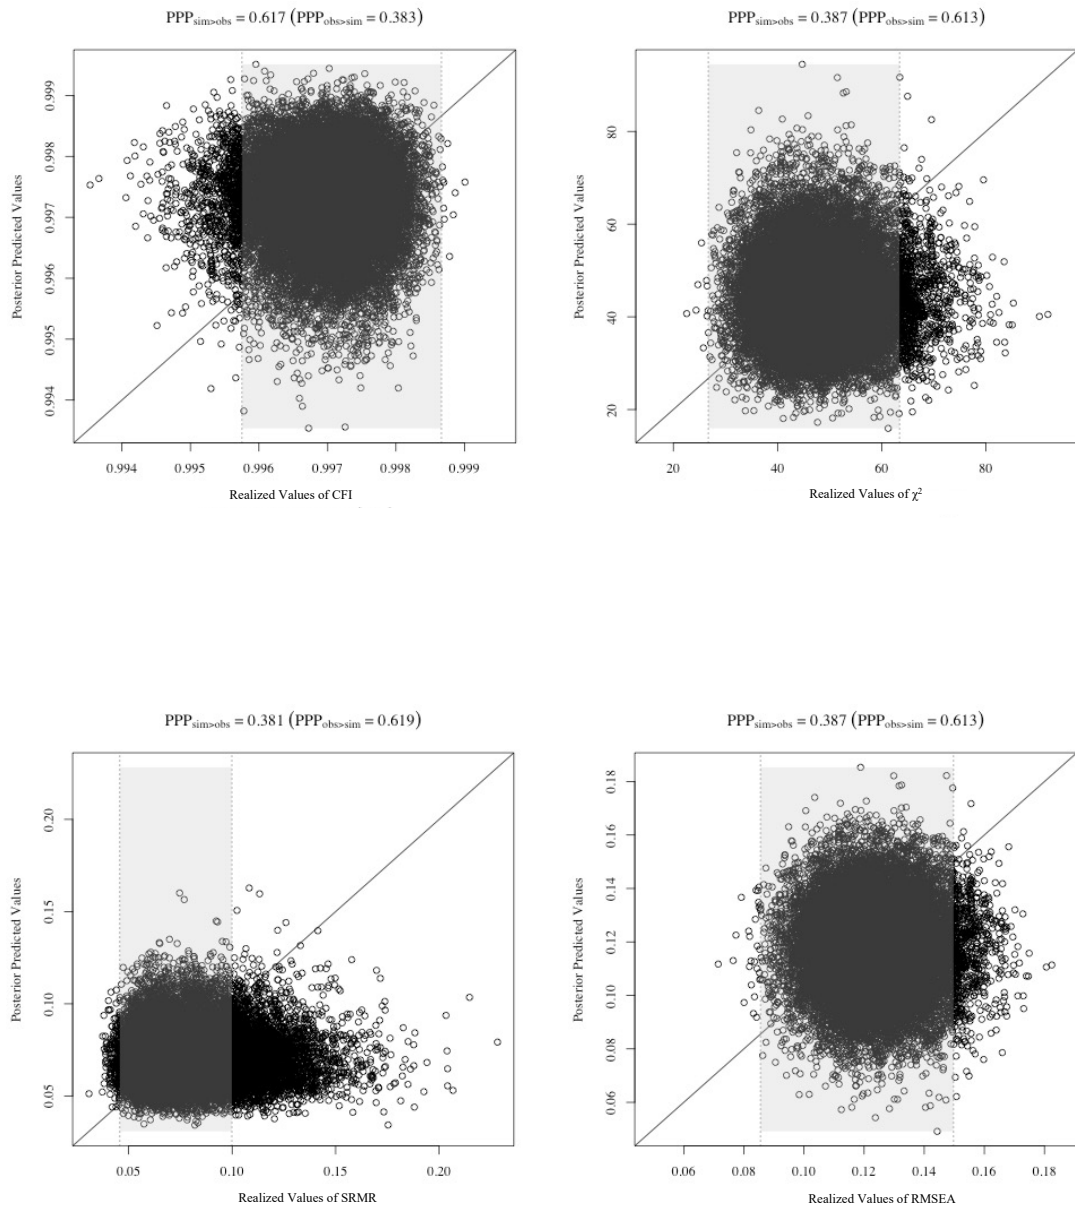 PPPsim>obs = 0.617 (PPPobs>sim = 0.383)
Posterior Predicted Values
0.994 0.995 0.996 0.997 0.998 0.999
0.994 0.995 0.996 0.997 0.998 0.999
Realized Values of CFI
PPPsim>obs = 0.387 (PPPobs>sim = 0.613)
Posterior Predicted Values
20 40 60 80
20 40 60 80
Realized Values of χ²
PPPsim>obs = 0.381 (PPPobs>sim = 0.619)
Posterior Predicted Values
0.05 0.10 0.15 0.20
0.05 0.10 0.15 0.20
Realized Values of SRMR
PPPsim>obs = 0.387 (PPPobs>sim = 0.613)
Posterior Predicted Values
0.06 0.08 0.10 0.12 0.14 0.16 0.18
0.06 0.08 0.10 0.12 0.14 0.16 0.18
Realized Values of RMSEA